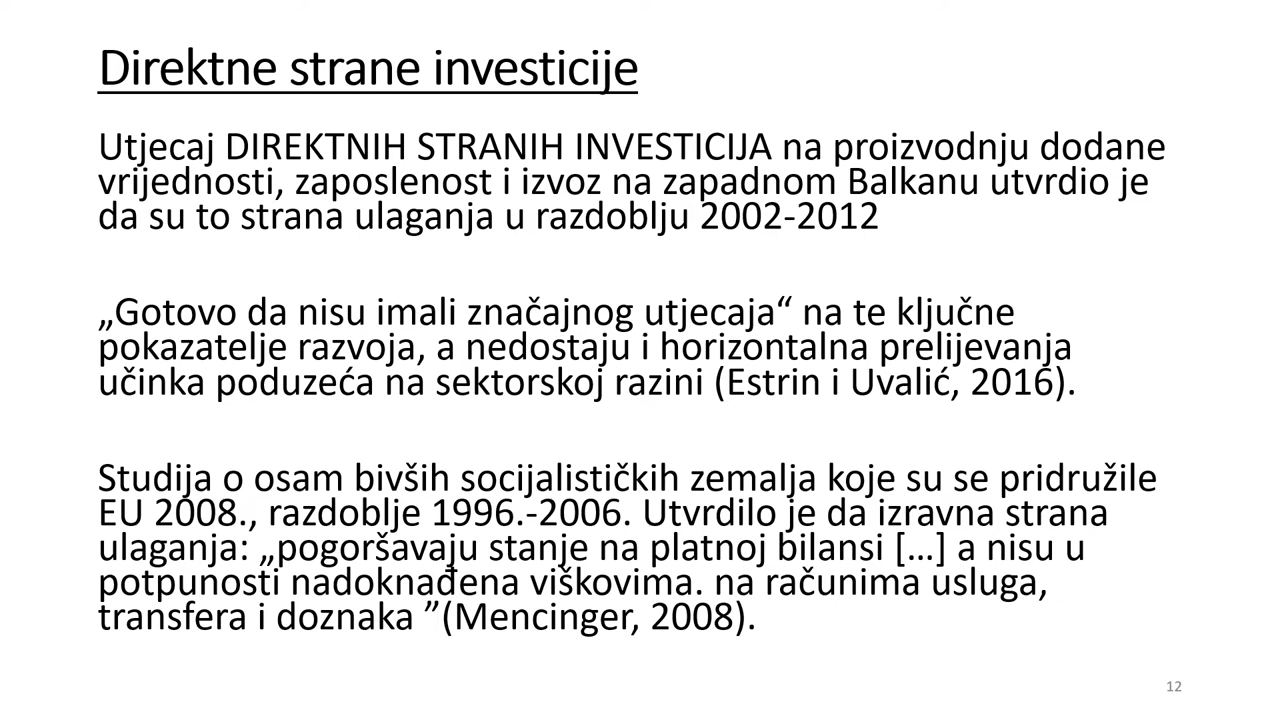 Direktne strane investicije
Utjecaj DIREKTNIH STRANIH INVESTICIJA na proizvodnju dodane
vrijednosti, zaposlenost i izvoz na zapadnom Balkanu utvrdio je
da su to strana ulaganja u razdoblju 2002-2012
„Gotovo da nisu imali značajnog utjecaja“ na te ključne
pokazatelje razvoja, a nedostaju i horizontalna prelijevanja
učinka poduzeća na sektorskoj razini (Estrin i Uvalić, 2016).
Studija o osam bivših socijalističkih zemalja koje su se pridružile
EU 2008., razdoblje 1996.-2006. Utvrdilo je da izravna strana
ulaganja: „pogoršavaju stanje na platnoj bilansi […] a nisu u
potpunosti nadoknađena viškovima. na računima usluga,
transfera i doznaka ”(Mencinger, 2008).
12